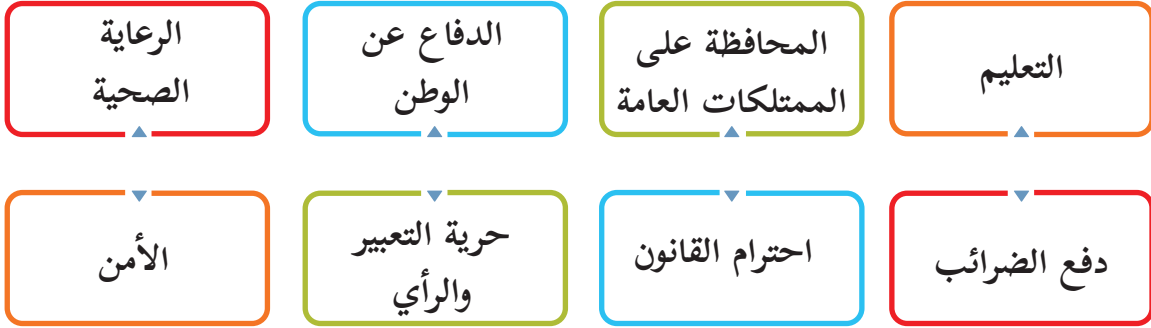 التعليم
المحافظة على
الممتلكات العامة
الدفاع عن
الوطن
الرعاية
الصحية
دفع الضرائب
احترام القانون
حرية التعبير
والرأي
الأمن